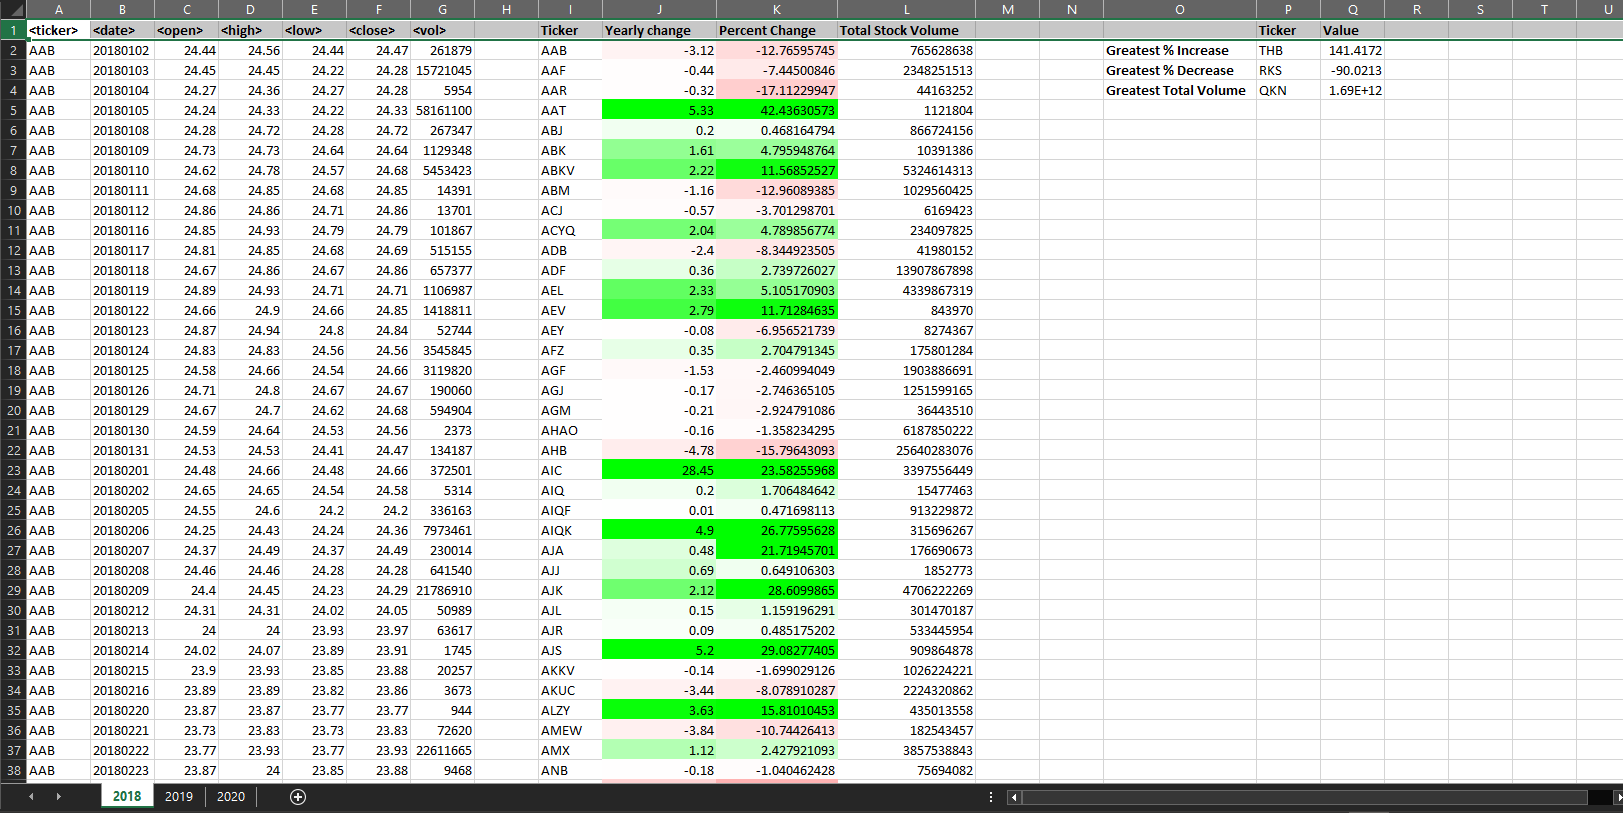 A B C D E F G H I J K L M N O P Q R S T U
1 <ticker> <date> <open> <high> <low> <close> <vol> Ticker Yearly change Percent Change Total Stock Volume Ticker Value
2 AAB 20180102 24.44 24.56 24.44 24.47 261879 AAB -3.12 -12.76595745 765628638 Greatest % Increase THB 141.4172
3 AAB 20180103 24.45 24.45 24.22 24.28 15721045 AAF -0.44 -7.44500846 2348251513 Greatest % Decrease RKS -90.0213
4 AAB 20180104 24.27 24.36 24.27 24.28 5954 AAR -0.32 -17.11229947 44163252 Greatest Total Volume QKN 1.69E+12
5 AAB 20180105 24.24 24.33 24.22 24.33 58161100 AAT 5.33 42.43630573 1121804
6 AAB 20180108 24.28 24.72 24.28 24.72 267347 ABJ 0.2 0.468164794 866724156
7 AAB 20180109 24.73 24.73 24.64 24.64 1129348 ABK 1.61 4.795948764 10391386
8 AAB 20180110 24.62 24.78 24.57 24.68 5453423 ABKV 2.22 11.56852527 5324614313
9 AAB 20180111 24.68 24.85 24.68 24.85 14391 ABM -1.16 -12.96089385 1029560425
10 AAB 20180112 24.86 24.86 24.71 24.86 13701 ACJ -0.57 -3.701298701 6169423
11 AAB 20180116 24.85 24.93 24.79 24.79 101867 ACYQ 2.04 4.789856774 234097825
12 AAB 20180117 24.81 24.85 24.68 24.69 515155 ADB -2.4 -8.344923505 41980152
13 AAB 20180118 24.67 24.86 24.67 24.86 657377 ADF 0.36 2.739726027 13907867898
14 AAB 20180119 24.89 24.93 24.71 24.71 1106987 AEL 2.33 5.105170903 4339867319
15 AAB 20180122 24.66 24.9 24.66 24.85 1418811 AEV 2.79 11.71284635 843970
16 AAB 20180123 24.87 24.94 24.8 24.84 52744 AEY -0.08 -6.956521739 8274367
17 AAB 20180124 24.83 24.83 24.56 24.56 3545845 AFZ 0.35 2.704791345 175801284
18 AAB 20180125 24.58 24.66 24.54 24.66 3119820 AGF -1.53 -2.460994049 1903886691
19 AAB 20180126 24.71 24.8 24.67 24.67 190060 AGJ -0.17 -2.746365105 1251599165
20 AAB 20180129 24.67 24.7 24.62 24.68 594904 AGM -0.21 -2.924791086 36443510
21 AAB 20180130 24.59 24.64 24.53 24.56 2373 AHAO -0.16 -1.358234295 6187850222
22 AAB 20180131 24.53 24.53 24.41 24.47 134187 AHB -4.78 -15.79643093 25640283076
23 AAB 20180201 24.48 24.66 24.48 24.66 372501 AIC 28.45 23.58255968 3397556449
24 AAB 20180202 24.65 24.65 24.54 24.58 5314 AIQ 0.2 1.706484642 15477463
25 AAB 20180205 24.55 24.6 24.2 24.2 336163 AIQF 0.01 0.471698113 913229872
26 AAB 20180206 24.25 24.43 24.24 24.36 7973461 AIQK 4.9 26.77595628 315696267
27 AAB 20180207 24.37 24.49 24.37 24.49 230014 AJA 0.48 21.71945701 176690673
28 AAB 20180208 24.46 24.46 24.28 24.28 641540 AJJ 0.69 0.649106303 1852773
29 AAB 20180209 24.4 24.45 24.23 24.29 21786910 AJK 2.12 28.6099865 4706222269
30 AAB 20180212 24.31 24.31 24.02 24.05 50989 AJL 0.15 1.159196291 301470187
31 AAB 20180213 24 24 23.93 23.97 63617 AJR 0.09 0.485175202 533445954
32 AAB 20180214 24.02 24.07 23.89 23.91 1745 AJS 5.2 29.08277405 909864878
33 AAB 20180215 23.9 23.93 23.85 23.88 20257 AKKV -0.14 -1.699029126 1026224221
34 AAB 20180216 23.89 23.89 23.82 23.86 3673 AKUC -3.44 -8.078910287 2224320862
35 AAB 20180220 23.87 23.87 23.77 23.77 944 ALZY 3.63 15.81010453 435013558
36 AAB 20180221 23.73 23.83 23.73 23.83 72620 AMEW -3.84 -10.74426413 182543457
37 AAB 20180222 23.77 23.93 23.77 23.93 22611665 AMX 1.12 2.427921093 3857538843
38 AAB 20180223 23.87 24 23.85 23.88 9468 ANB -0.18 -1.040462428 75694082
2018 2019 2020